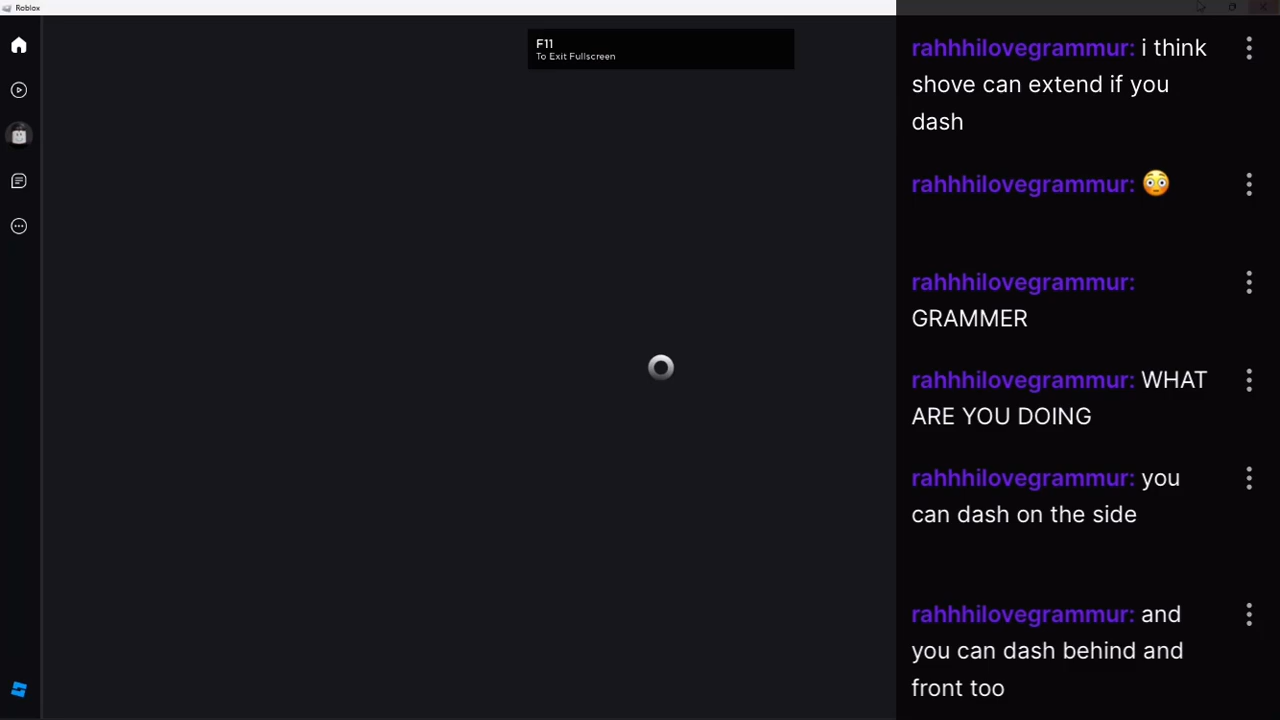 Roblox
F11
To Exit Fullscreen
rahhhilovegrammur: i think
shove can extend if you
dash
rahhhilovegrammur: 😳
rahhhilovegrammur:
GRAMMER
rahhhilovegrammur: WHAT
ARE YOU DOING
rahhhilovegrammur: you
can dash on the side
rahhhilovegrammur: and
you can dash behind and
front too